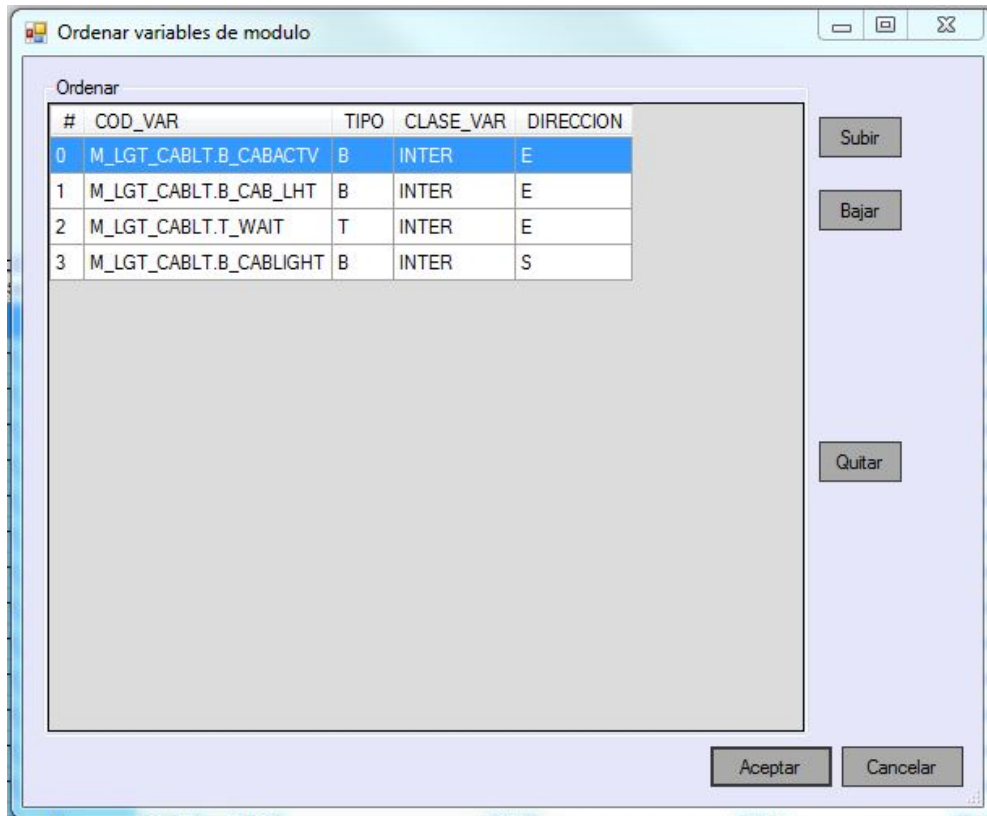 Ordenar variables de modulo
Ordenar
# COD_VAR TIPO CLASE_VAR DIRECCION
0 M_LGT_CABLT.B_CABACTV B INTER E
1 M_LGT_CABLT.B_CAB_LHT B INTER E
2 M_LGT_CABLT.T_WAIT T INTER E
3 M_LGT_CABLT.B_CABLIGHT B INTER S
Subir
Bajar
Quitar
Aceptar Cancelar